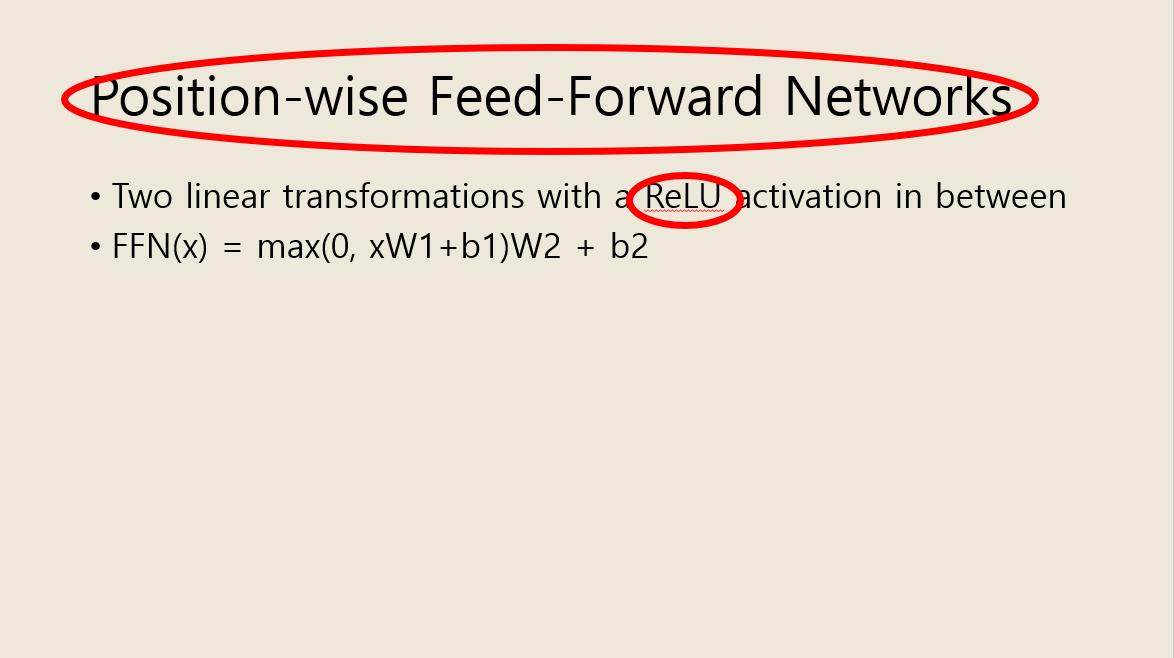 Position-wise Feed-Forward Networks
• Two linear transformations with a ReLU activation in between
• FFN(x) = max(0, xW1+b1)W2 + b2